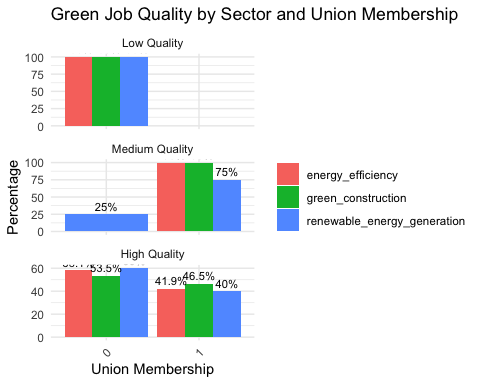 Green Job Quality by Sector and Union Membership
Low Quality
100
75
50
25
0
Medium Quality
100
75
50
25
0
75%
25%
High Quality
60
40
20
0
53.5%
41.9%
46.5%
40%
0
1
Union Membership
Percentage
energy_efficiency
green_construction
renewable_energy_generation